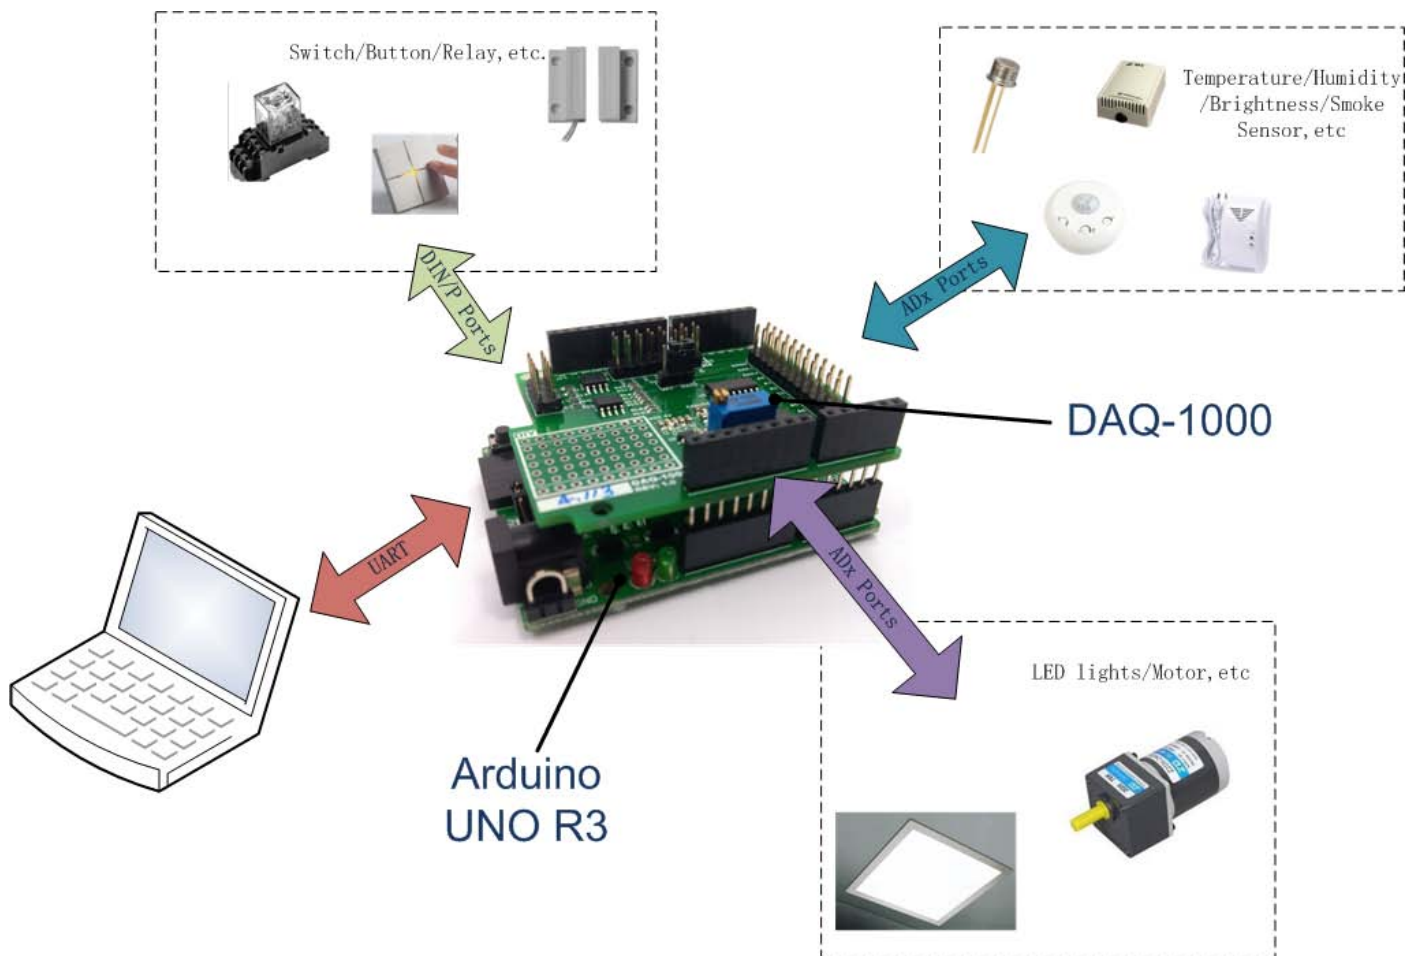 Switch/Button/Relay, etc.
Temperature/Humidity
/Brightness/Smoke
Sensor, etc
DIN/P Ports
ADx Ports
DAQ-1000
UART
ADx Ports
LED lights/Motor, etc
Arduino
UNO R3